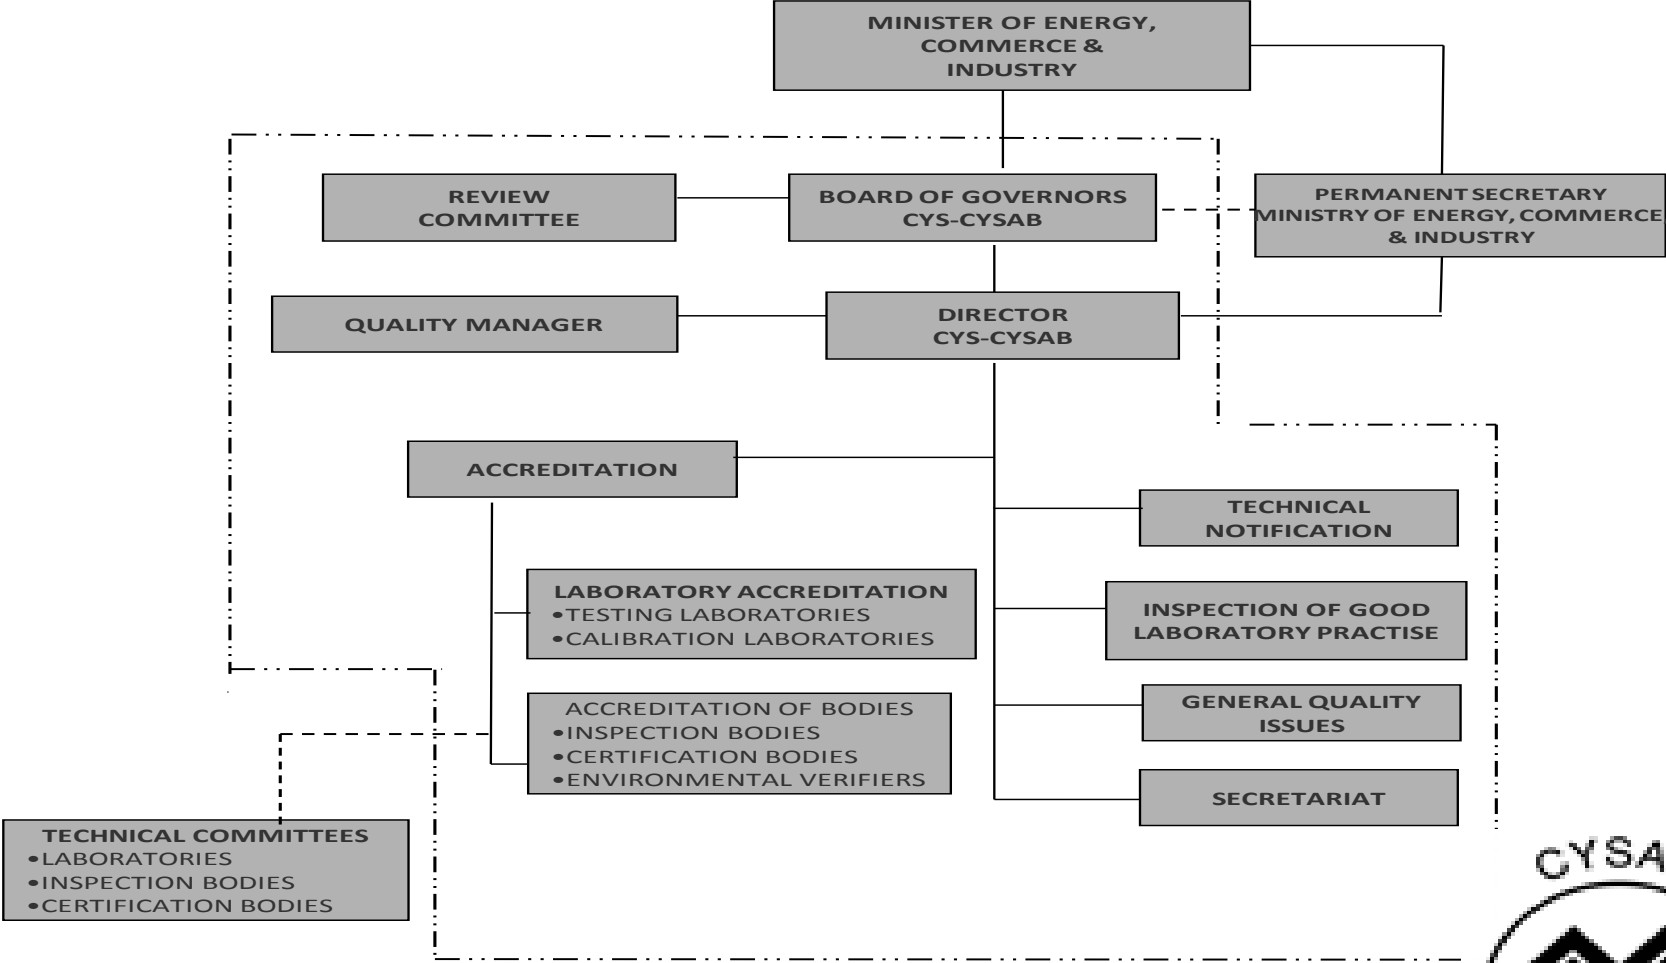 MINISTER OF ENERGY,
COMMERCE &
INDUSTRY
REVIEW
COMMITTEE
BOARD OF GOVERNORS
CYS-CYSAB
PERMANENT SECRETARY
MINISTRY OF ENERGY, COMMERCE
& INDUSTRY
QUALITY MANAGER
DIRECTOR
CYS-CYSAB
ACCREDITATION
TECHNICAL
NOTIFICATION
LABORATORY ACCREDITATION
•TESTING LABORATORIES
•CALIBRATION LABORATORIES
INSPECTION OF GOOD
LABORATORY PRACTISE
ACCREDITATION OF BODIES
•INSPECTION BODIES
•CERTIFICATION BODIES
•ENVIRONMENTAL VERIFIERS
GENERAL QUALITY
ISSUES
SECRETARIAT
TECHNICAL COMMITTEES
•LABORATORIES
•INSPECTION BODIES
•CERTIFICATION BODIES
CYSA